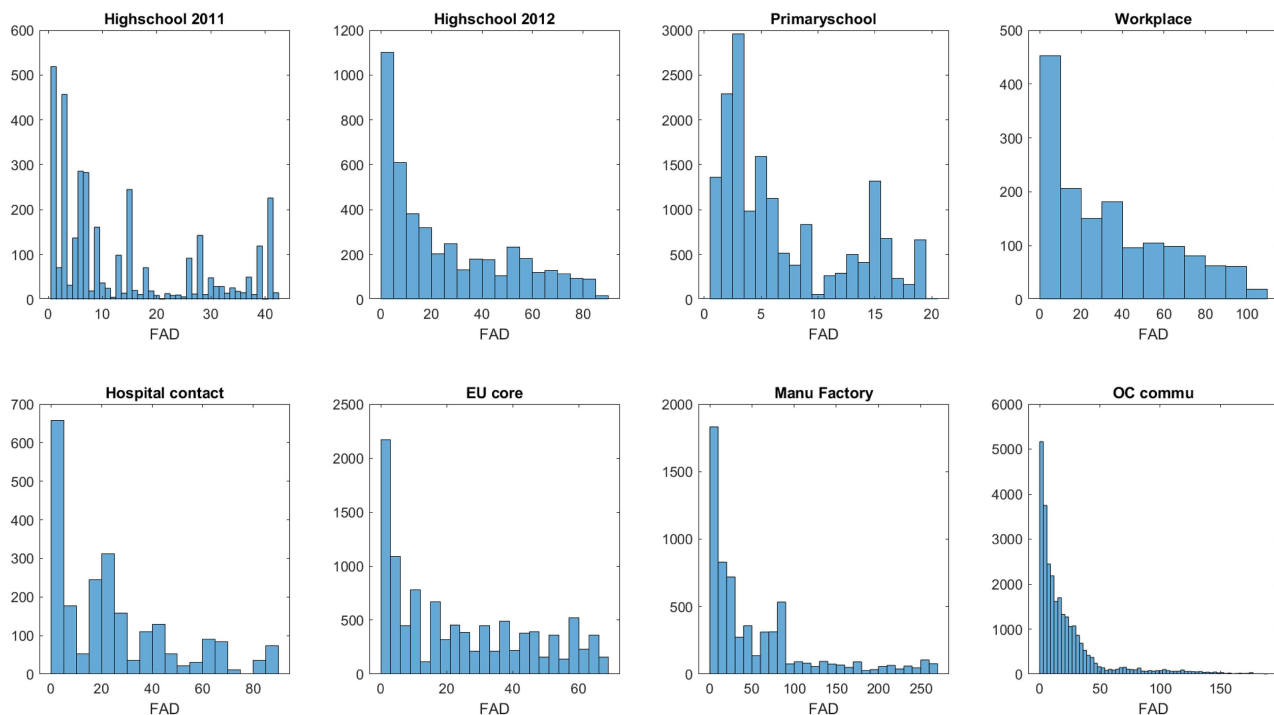 Highschool 2011
600
500
400
300
200
100
0
0 10 20 30 40
FAD
Highschool 2012
1200
1000
800
600
400
200
0
0 20 40 60 80
FAD
Primaryschool
3000
2500
2000
1500
1000
500
0
0 5 10 15 20
FAD
Workplace
500
400
300
200
100
0
0 20 40 60 80 100
FAD
Hospital contact
700
600
500
400
300
200
100
0
0 20 40 60 80
FAD
EU core
2500
2000
1500
1000
500
0
0 20 40 60
FAD
Manu Factory
2000
1500
1000
500
0
0 50 100 150 200 250
FAD
OC commu
6000
5000
4000
3000
2000
1000
0
0 50 100 150
FAD